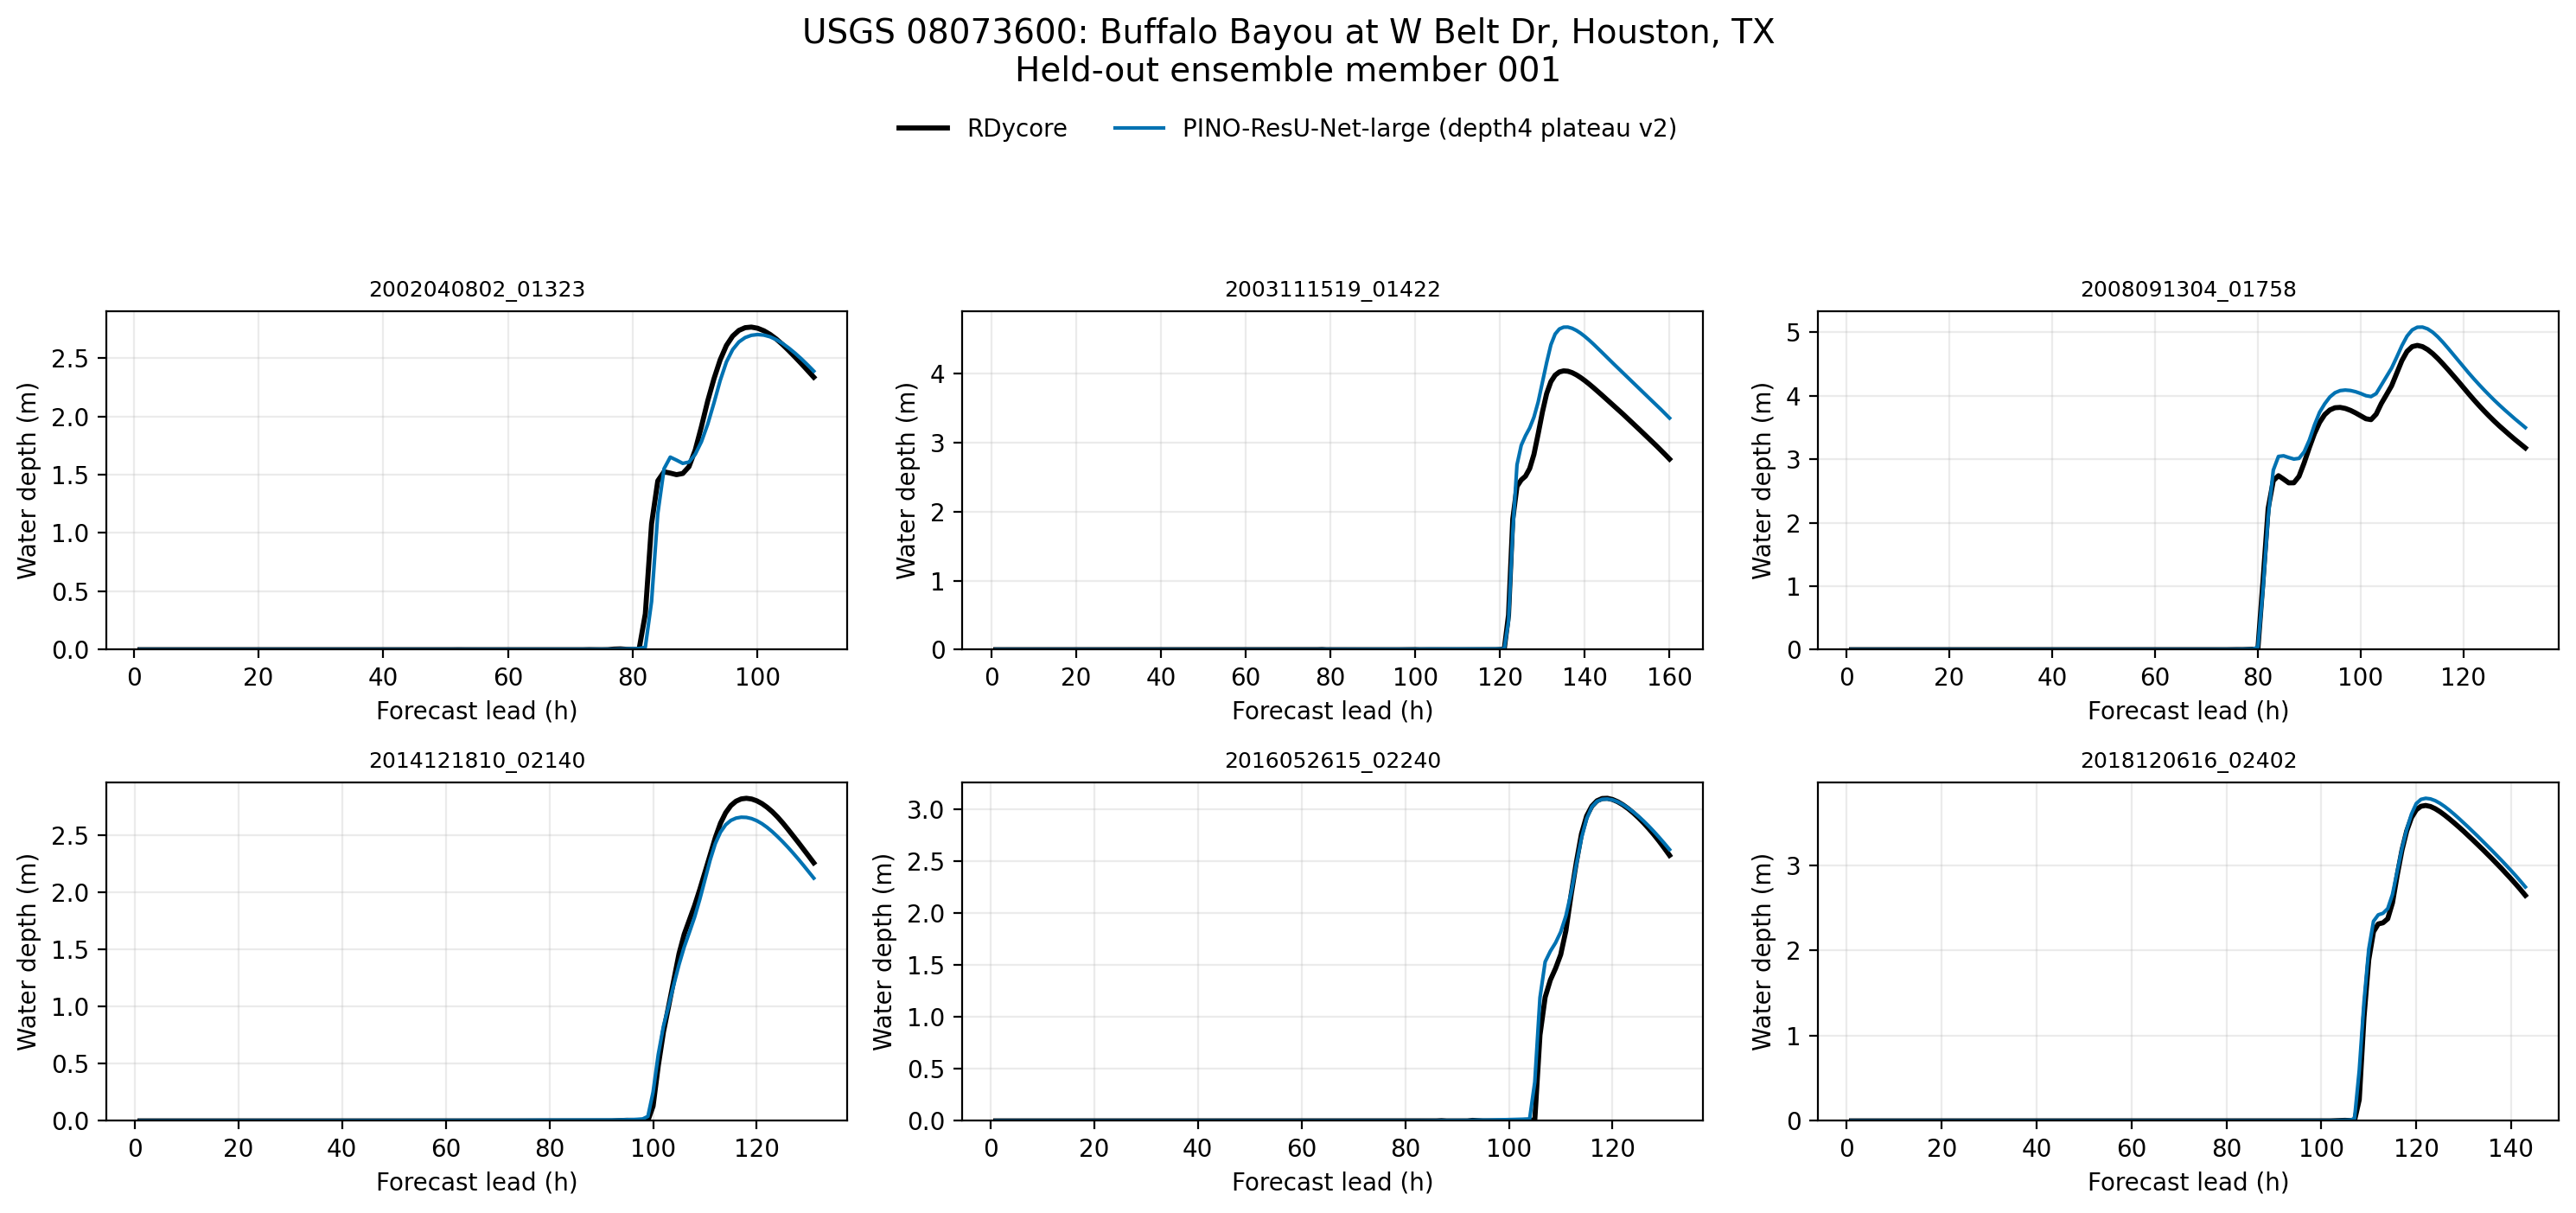 USGS 08073600: Buffalo Bayou at W Belt Dr, Houston, TX
Held-out ensemble member 001
RDycore PINO-ResU-Net-large (depth4 plateau v2)
2002040802_01323
2.5
2.0
1.5
1.0
0.5
0.0
Water depth (m)
0 20 40 60 80 100
Forecast lead (h)
2003111519_01422
4
3
2
1
0
Water depth (m)
0 20 40 60 80 100 120 140 160
Forecast lead (h)
2008091304_01758
5
4
3
2
1
0
Water depth (m)
0 20 40 60 80 100 120
Forecast lead (h)
2014121810_02140
2.5
2.0
1.5
1.0
0.5
0.0
Water depth (m)
0 20 40 60 80 100 120
Forecast lead (h)
2016052615_02240
3.0
2.5
2.0
1.5
1.0
0.5
0.0
Water depth (m)
0 20 40 60 80 100 120
Forecast lead (h)
2018120616_02402
3
2
1
0
Water depth (m)
0 20 40 60 80 100 120 140
Forecast lead (h)